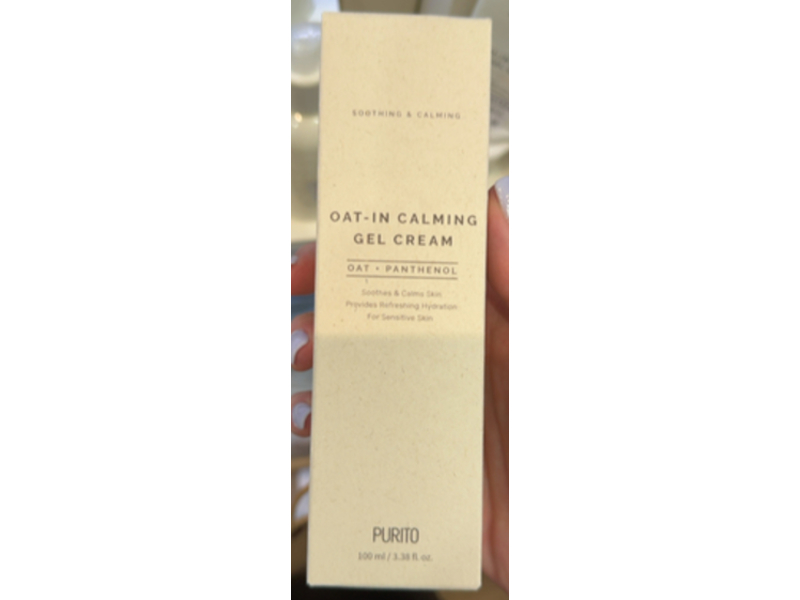 SOOTHING & CALMING
OAT-IN CALMING
GEL CREAM
OAT + PANTHENOL
Soothes & Calms Skin
Provides Refreshing Hydration
For Sensitive Skin
PURITO
100 ml / 3.38 fl. oz.